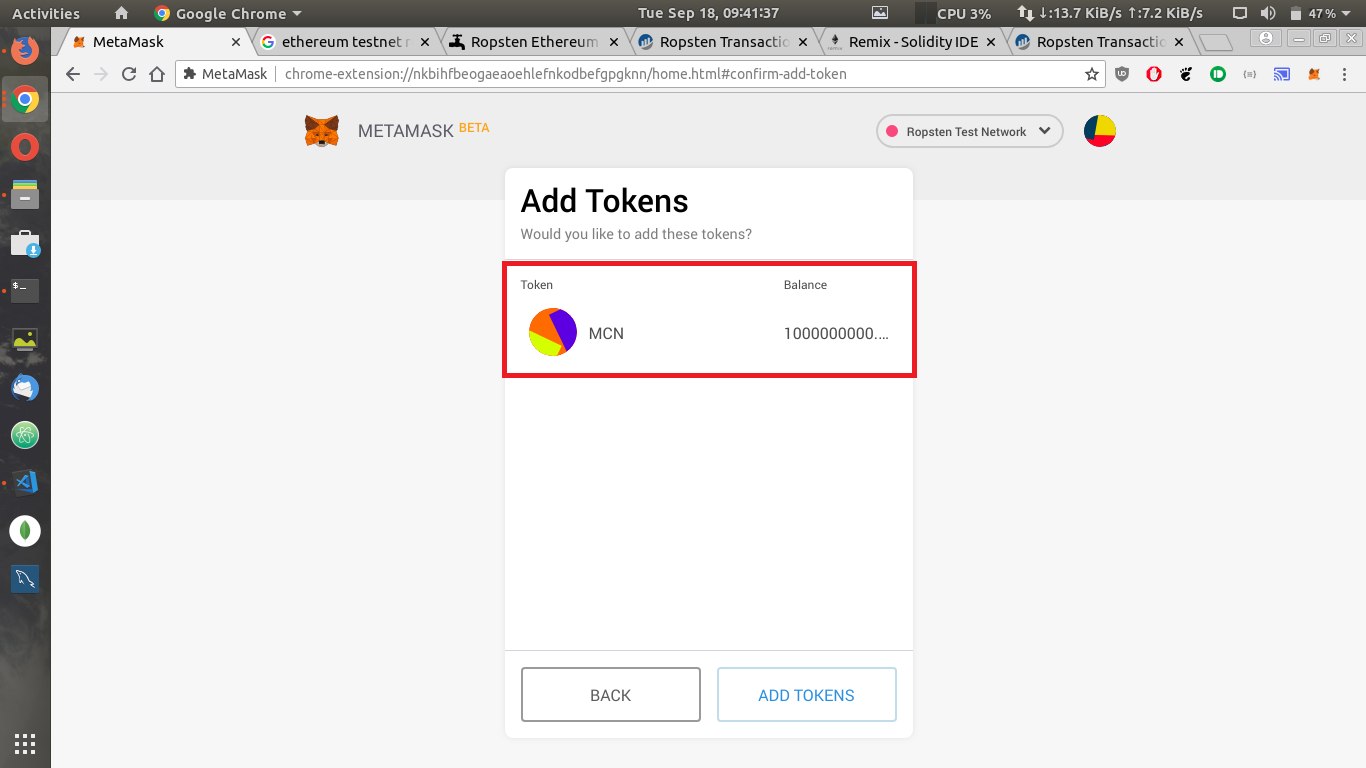 Activities
Google Chrome
Tue Sep 18, 09:41:37
CPU 3%
↓:13.7 KiB/s ↑:7.2 KiB/s
47%
MetaMask
ethereum testnet
Ropsten Ethereum
Ropsten Transactio
Remix - Solidity IDE
Ropsten Transactio
MetaMask
chrome-extension://nkbihfbeogaeaoehlefnkodbefgpgknn/home.html#confirm-add-token
METAMASK BETA
Ropsten Test Network
Add Tokens
Would you like to add these tokens?
Token Balance
MCN 1000000000....
BACK ADD TOKENS